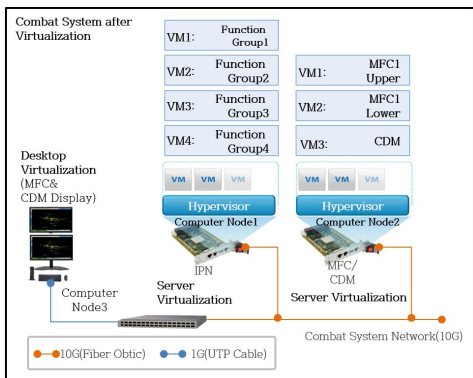 Combat System after
Virtualization
VM1: Function
Group1
VM2: Function
Group2
VM3: Function
Group3
VM4: Function
Group4
VM1: MFC1
Upper
VM2: MFC1
Lower
VM3: CDM
Desktop
Virtualization
(MFC&
CDM Display)
VM VM VM
Hypervisor
Computer Node1
VM VM VM
Hypervisor
Computer Node2
IPN
MFC/
CDM
Server
Virtualization
Server Virtualization
Computer
Node3
Combat System Network(10G)
10G(Fiber Optic) 1G(UTP Cable)